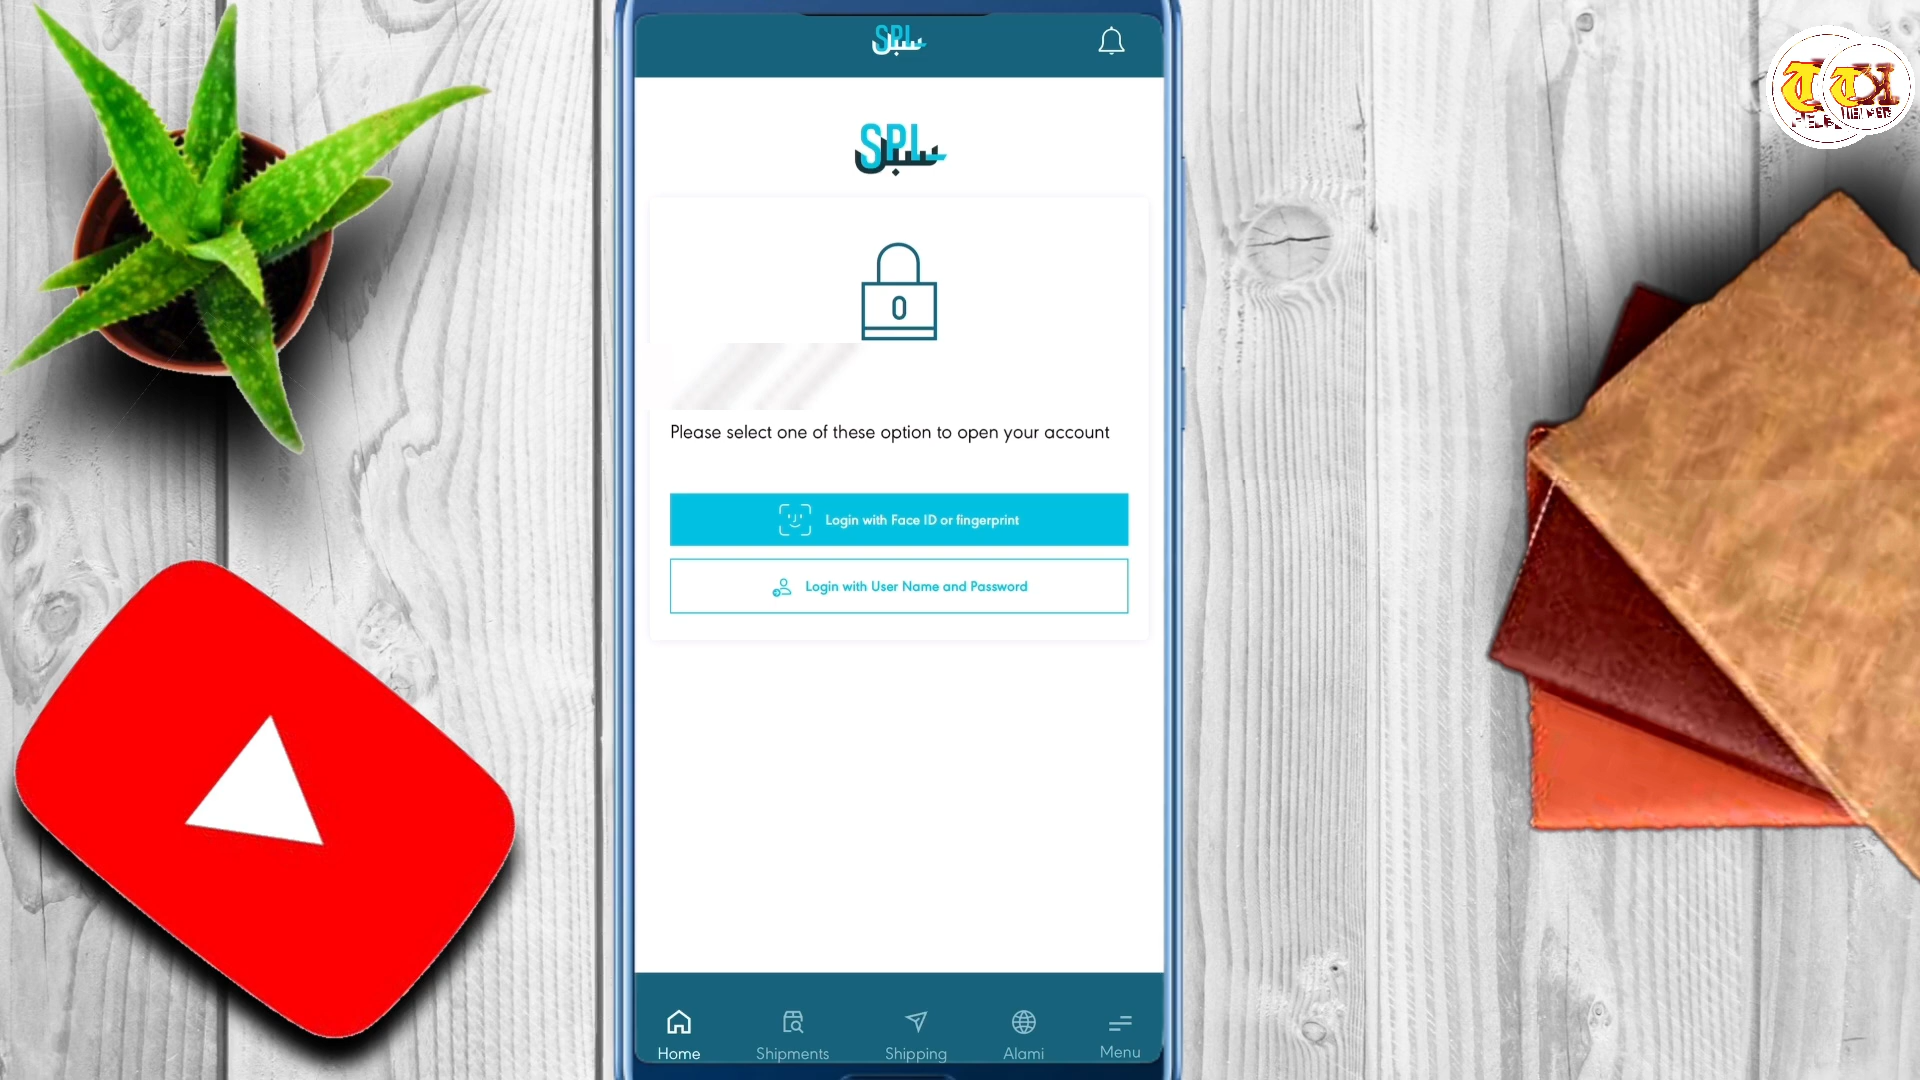 SPL
سبل
SPL
سبل
Please select one of these option to open your account
Login with Face ID or fingerprint
Login with User Name and Password
Home
Shipments
Shipping
Alami
Menu